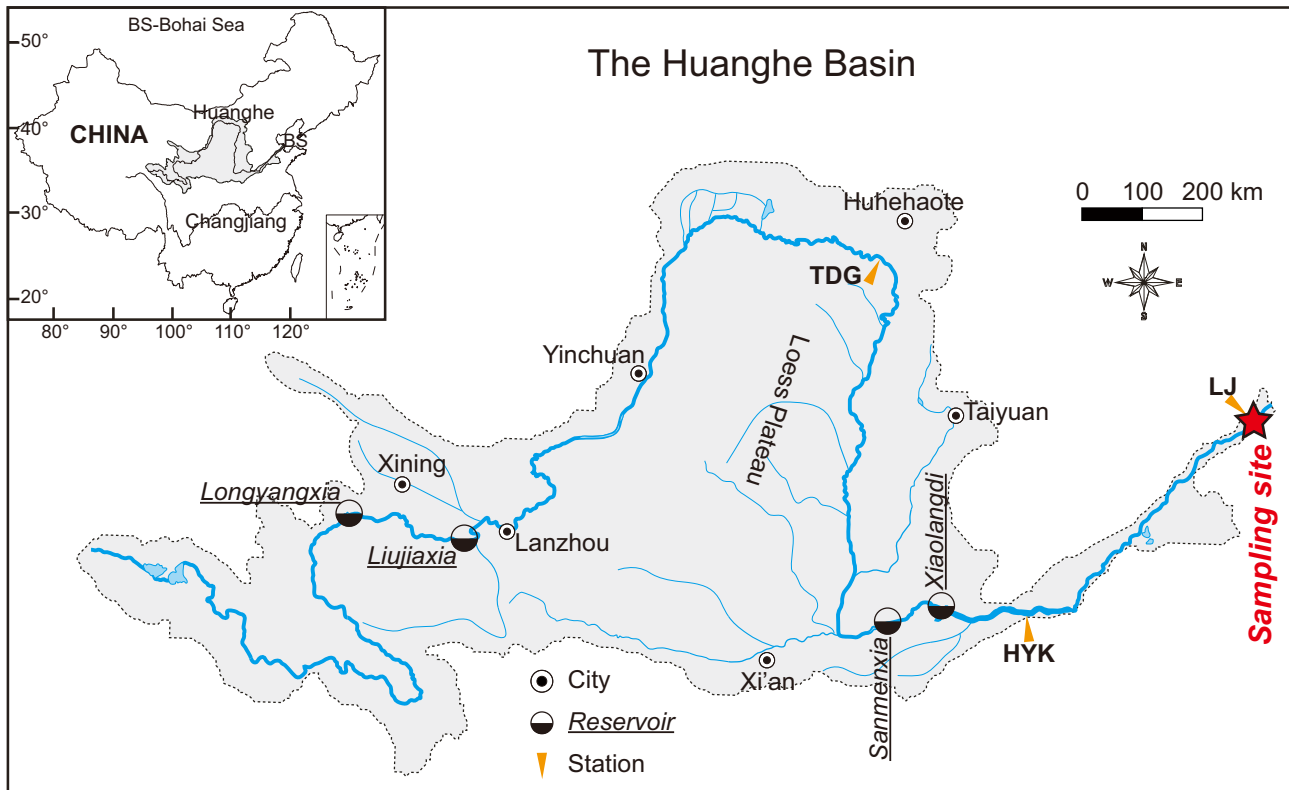 BS-Bohai Sea
50°
40°
30°
20°
80°
90°
100°
110°
120°
CHINA
Huanghe
BS
Changjiang
The Huanghe Basin
0 100 200 km
N
W
E
S
Huhehaote
TDG
Yinchuan
Loess Plateau
Taiyuan
LJ
Sampling site
Xining
Longyangxia
Liujiaxia
Lanzhou
Xiaolangdi
Sanmenxia
HYK
Xi'an
City
Reservoir
Station